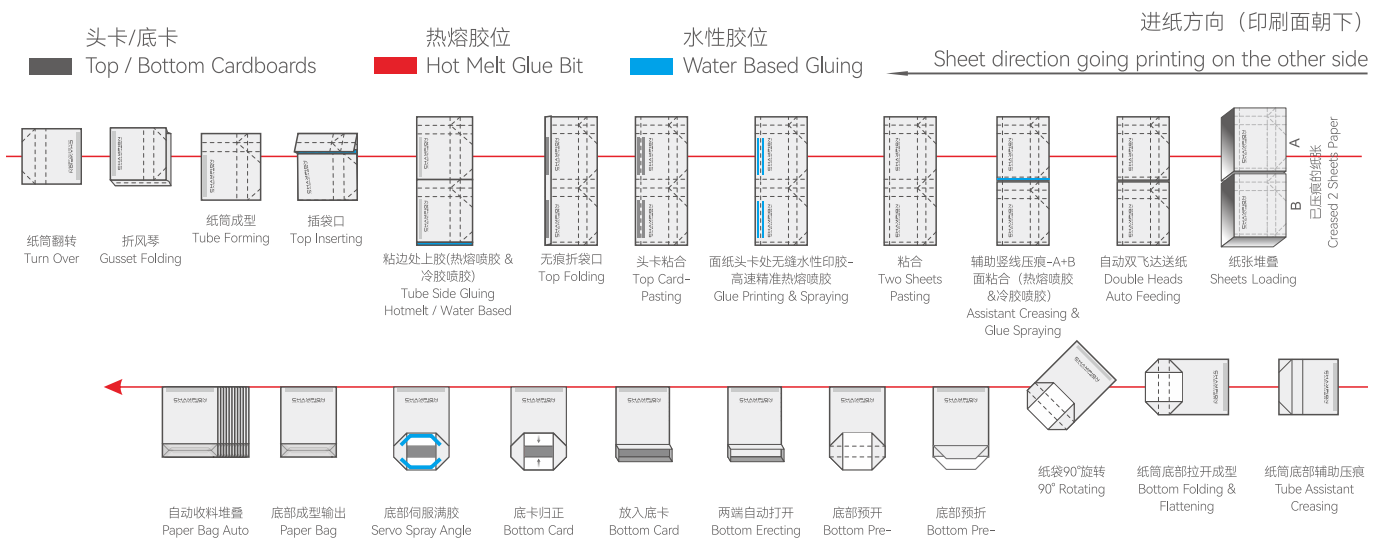 头卡/底卡
Top / Bottom Cardboards
热熔胶位
Hot Melt Glue Bit
水性胶位
Water Based Gluing
进纸方向（印刷面朝下）
Sheet direction going printing on the other side
纸筒翻转
Turn Over
折风琴
Gusset Folding
纸筒成型
Tube Forming
插袋口
Top Inserting
粘边处上胶(热熔喷胶 &
冷胶喷胶)
Tube Side Gluing
Hotmelt / Water Based
无痕折袋口
Top Folding
头卡粘合
Top Card-
Pasting
面纸头卡处无缝水性印胶-
高速精准热熔喷胶
Glue Printing & Spraying
粘合
Two Sheets
Pasting
辅助竖线压痕-A+B
面粘合（热熔喷胶
&冷胶喷胶）
Assistant Creasing &
Glue Spraying
自动双飞达送纸
Double Heads
Auto Feeding
纸张堆叠
Sheets Loading
A
B
已压痕的纸张
Creased 2 Sheets Paper
自动收料堆叠
Paper Bag Auto
底部成型输出
Paper Bag
底部伺服满胶
Servo Spray Angle
底卡归正
Bottom Card
放入底卡
Bottom Card
两端自动打开
Bottom Erecting
底部预开
Bottom Pre-
底部预折
Bottom Pre-
纸袋90°旋转
90° Rotating
纸筒底部拉开成型
Bottom Folding &
Flattening
纸筒底部辅助压痕
Tube Assistant
Creasing